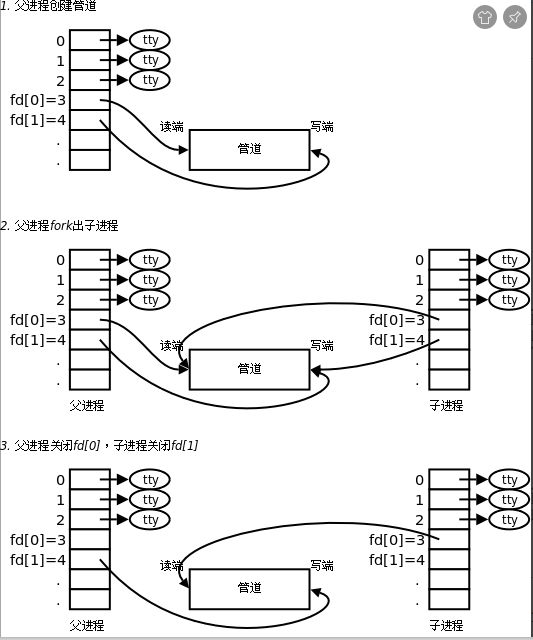 1. 父进程创建管道
0 tty
1 tty
2 tty
fd[0]=3
fd[1]=4
.
.
读端 写端
管道
2. 父进程fork出子进程
0 tty 0 tty
1 tty 1 tty
2 tty 2 tty
fd[0]=3 fd[0]=3
fd[1]=4 读端 写端 fd[1]=4
. 管道 .
. .
父进程 子进程
3. 父进程关闭fd[0],子进程关闭fd[1]
0 tty 0 tty
1 tty 1 tty
2 tty 2 tty
fd[0]=3 fd[0]=3
fd[1]=4 读端 写端 fd[1]=4
. 管道 .
. .
父进程 子进程